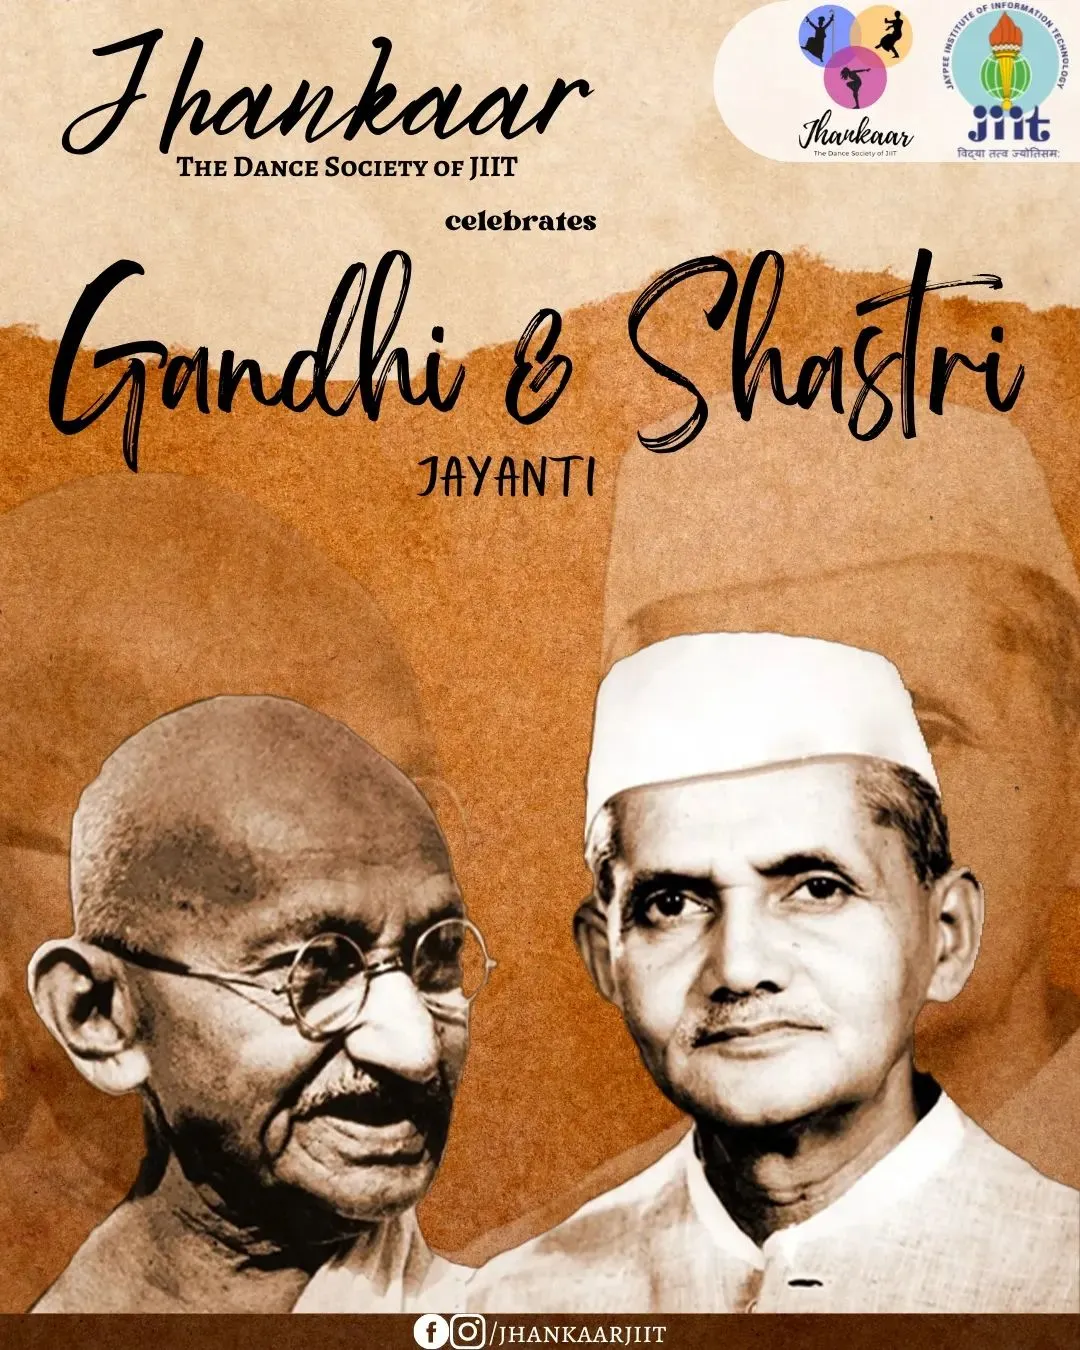 Jhankaar
The Dance Society of JIIT
celebrates
Gandhi & Shastri
JAYANTI
Jhankaar
The Dance Society of JIIT
JAYPEE INSTITUTE OF INFORMATION TECHNOLOGY
jiit
विद्या तत्व ज्योतिसमः
/JHANKAARJIIT